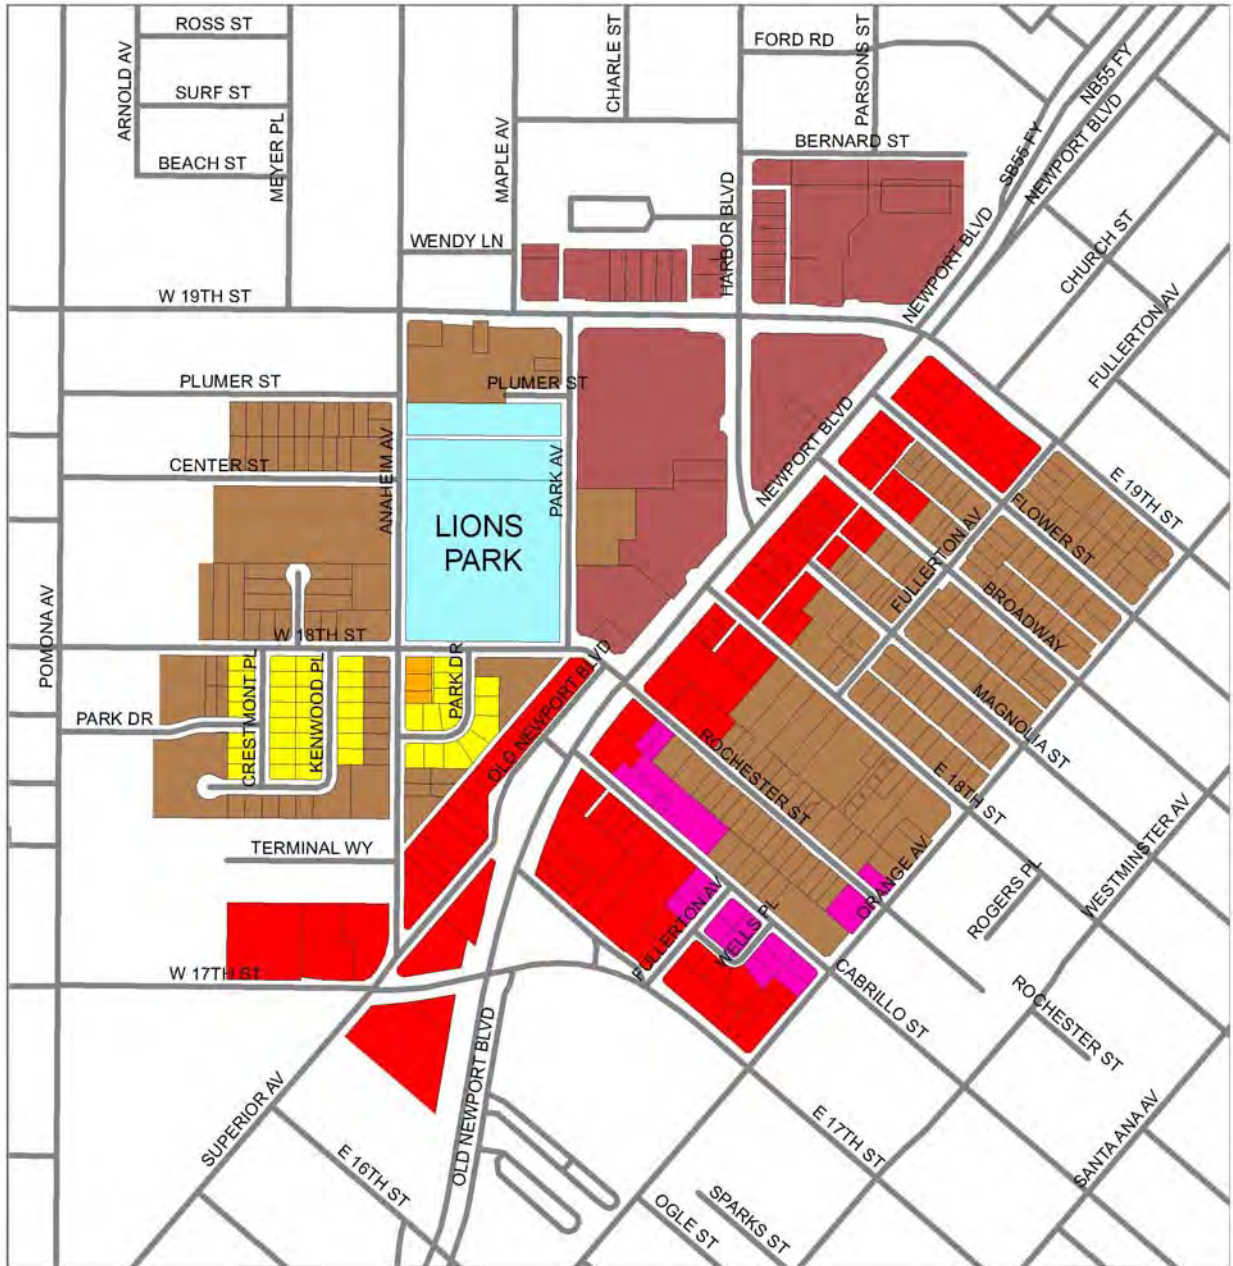 ROSS ST
FORD RD
ARNOLD AV
CHARLE ST
PARSONS ST
NB55 FY
SURF ST
MEYER PL
MAPLE AV
NEWPORT BLVD
BERNARD ST
SB55 FY
BEACH ST
HARBOR BLVD
WENDY LN
CHURCH ST
W 19TH ST
NEWPORT BLVD
FULLERTON AV
PLUMER ST
PLUMER ST
NEWPORT BLVD
ANAHEIM AV
PARK AV
CENTER ST
E 19TH ST
FLOWER ST
LIONS
PARK
FULLERTON AV
BROADWAY
POMONA AV
W 18TH ST
CRESTMONT PL
KENWOOD PL
PARK DR
PARK DR
OLD NEWPORT BLVD
MAGNOLIA ST
ROCHESTER ST
E 18TH ST
TERMINAL WY
ORANGE AV
WESTMINSTER AV
ROGERS PL
FULLERTON AV
WELLS PL
W 17TH ST
CABRILLO ST
ROCHESTER ST
OLD NEWPORT BLVD
SUPERIOR AV
E 16TH ST
E 17TH ST
SANTA ANA AV
OGLE ST
SPARKS ST